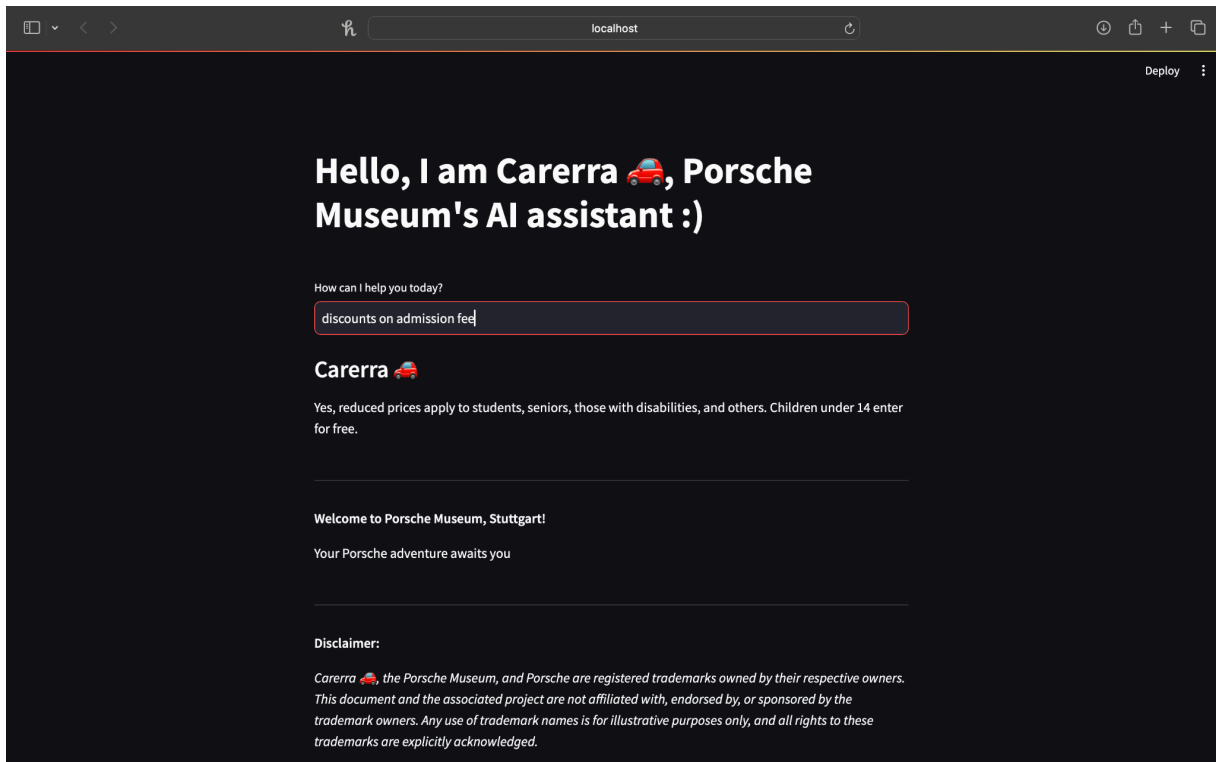 localhost
Deploy
Hello, I am Carerra 🚗, Porsche
Museum's AI assistant :)
How can I help you today?
discounts on admission fee
Carerra 🚗
Yes, reduced prices apply to students, seniors, those with disabilities, and others. Children under 14 enter
for free.
Welcome to Porsche Museum, Stuttgart!
Your Porsche adventure awaits you
Disclaimer:
Carerra 🚗, the Porsche Museum, and Porsche are registered trademarks owned by their respective owners.
This document and the associated project are not affiliated with, endorsed by, or sponsored by the
trademark owners. Any use of trademark names is for illustrative purposes only, and all rights to these
trademarks are explicitly acknowledged.